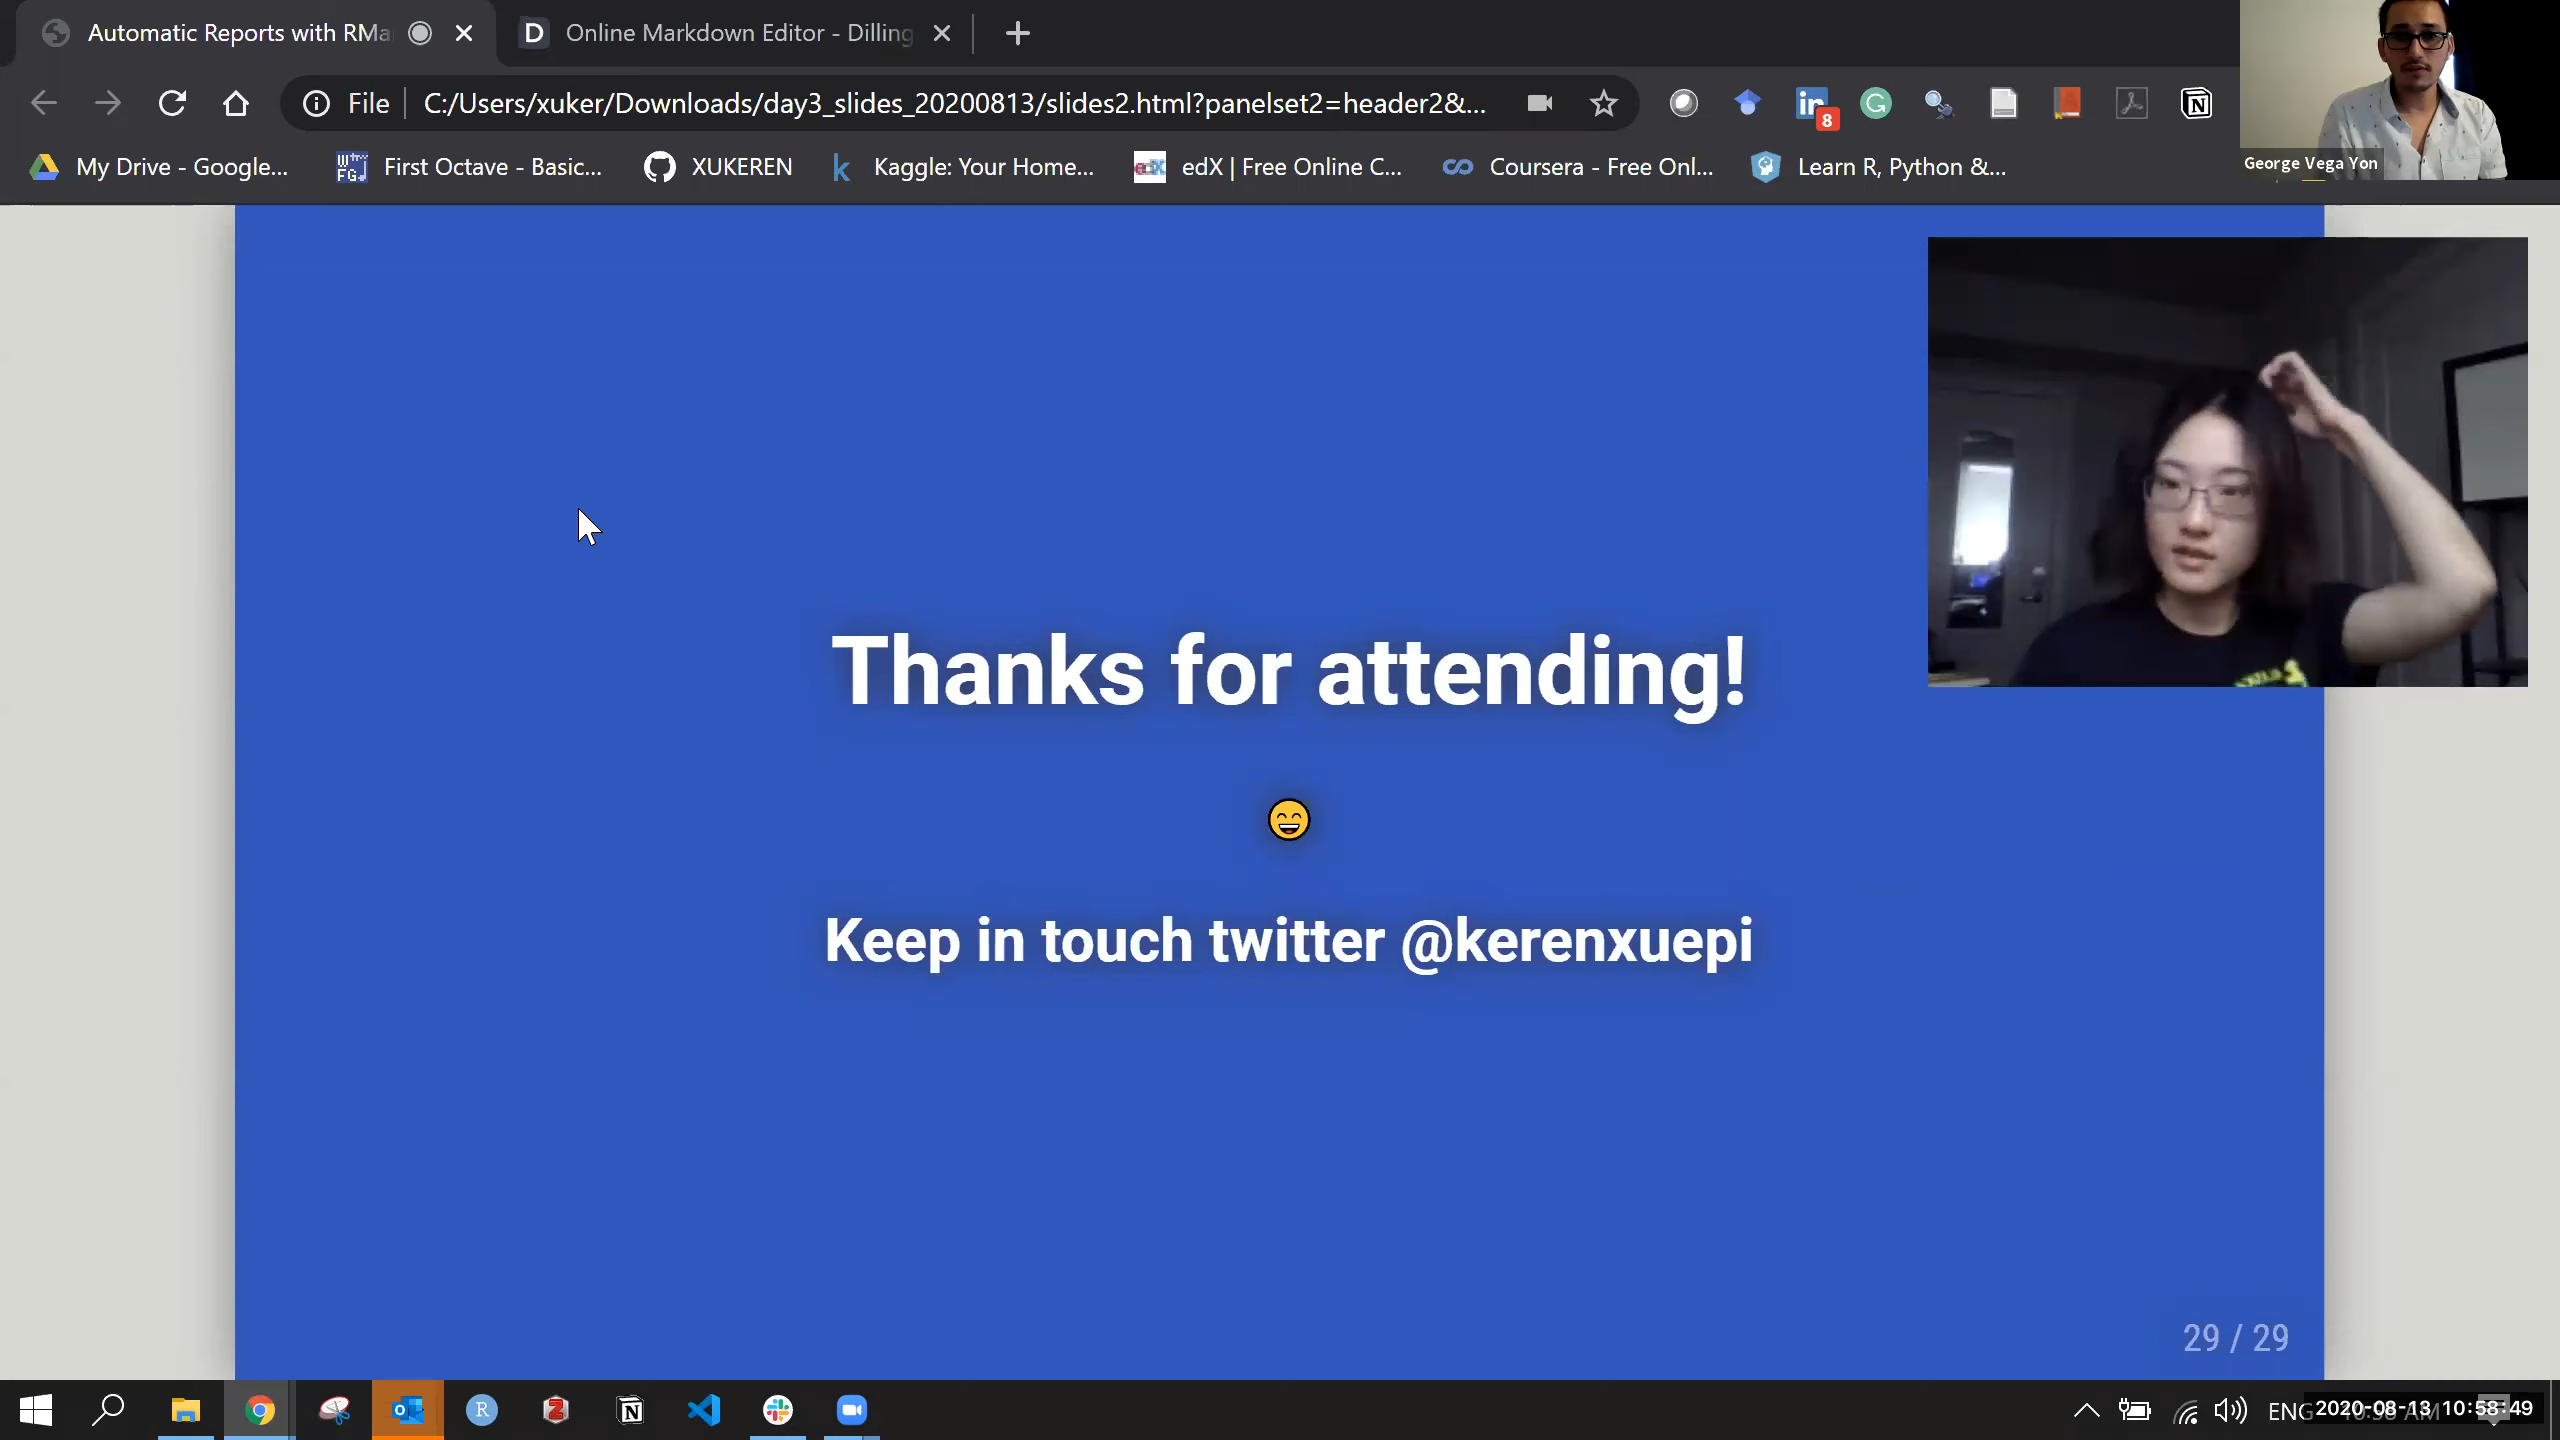 Automatic Reports with RMa
Online Markdown Editor - Dilling
File
C:/Users/xuker/Downloads/day3_slides_20200813/slides2.html?panelset2=header2&...
8
My Drive - Google...
First Octave - Basic...
XUKEREN
Kaggle: Your Home...
edX | Free Online C...
Coursera - Free Onl...
Learn R, Python &...
George Vega Yon
Thanks for attending!
Keep in touch twitter @kerenxuepi
29 / 29
ENG
2020-08-13 10:58:49